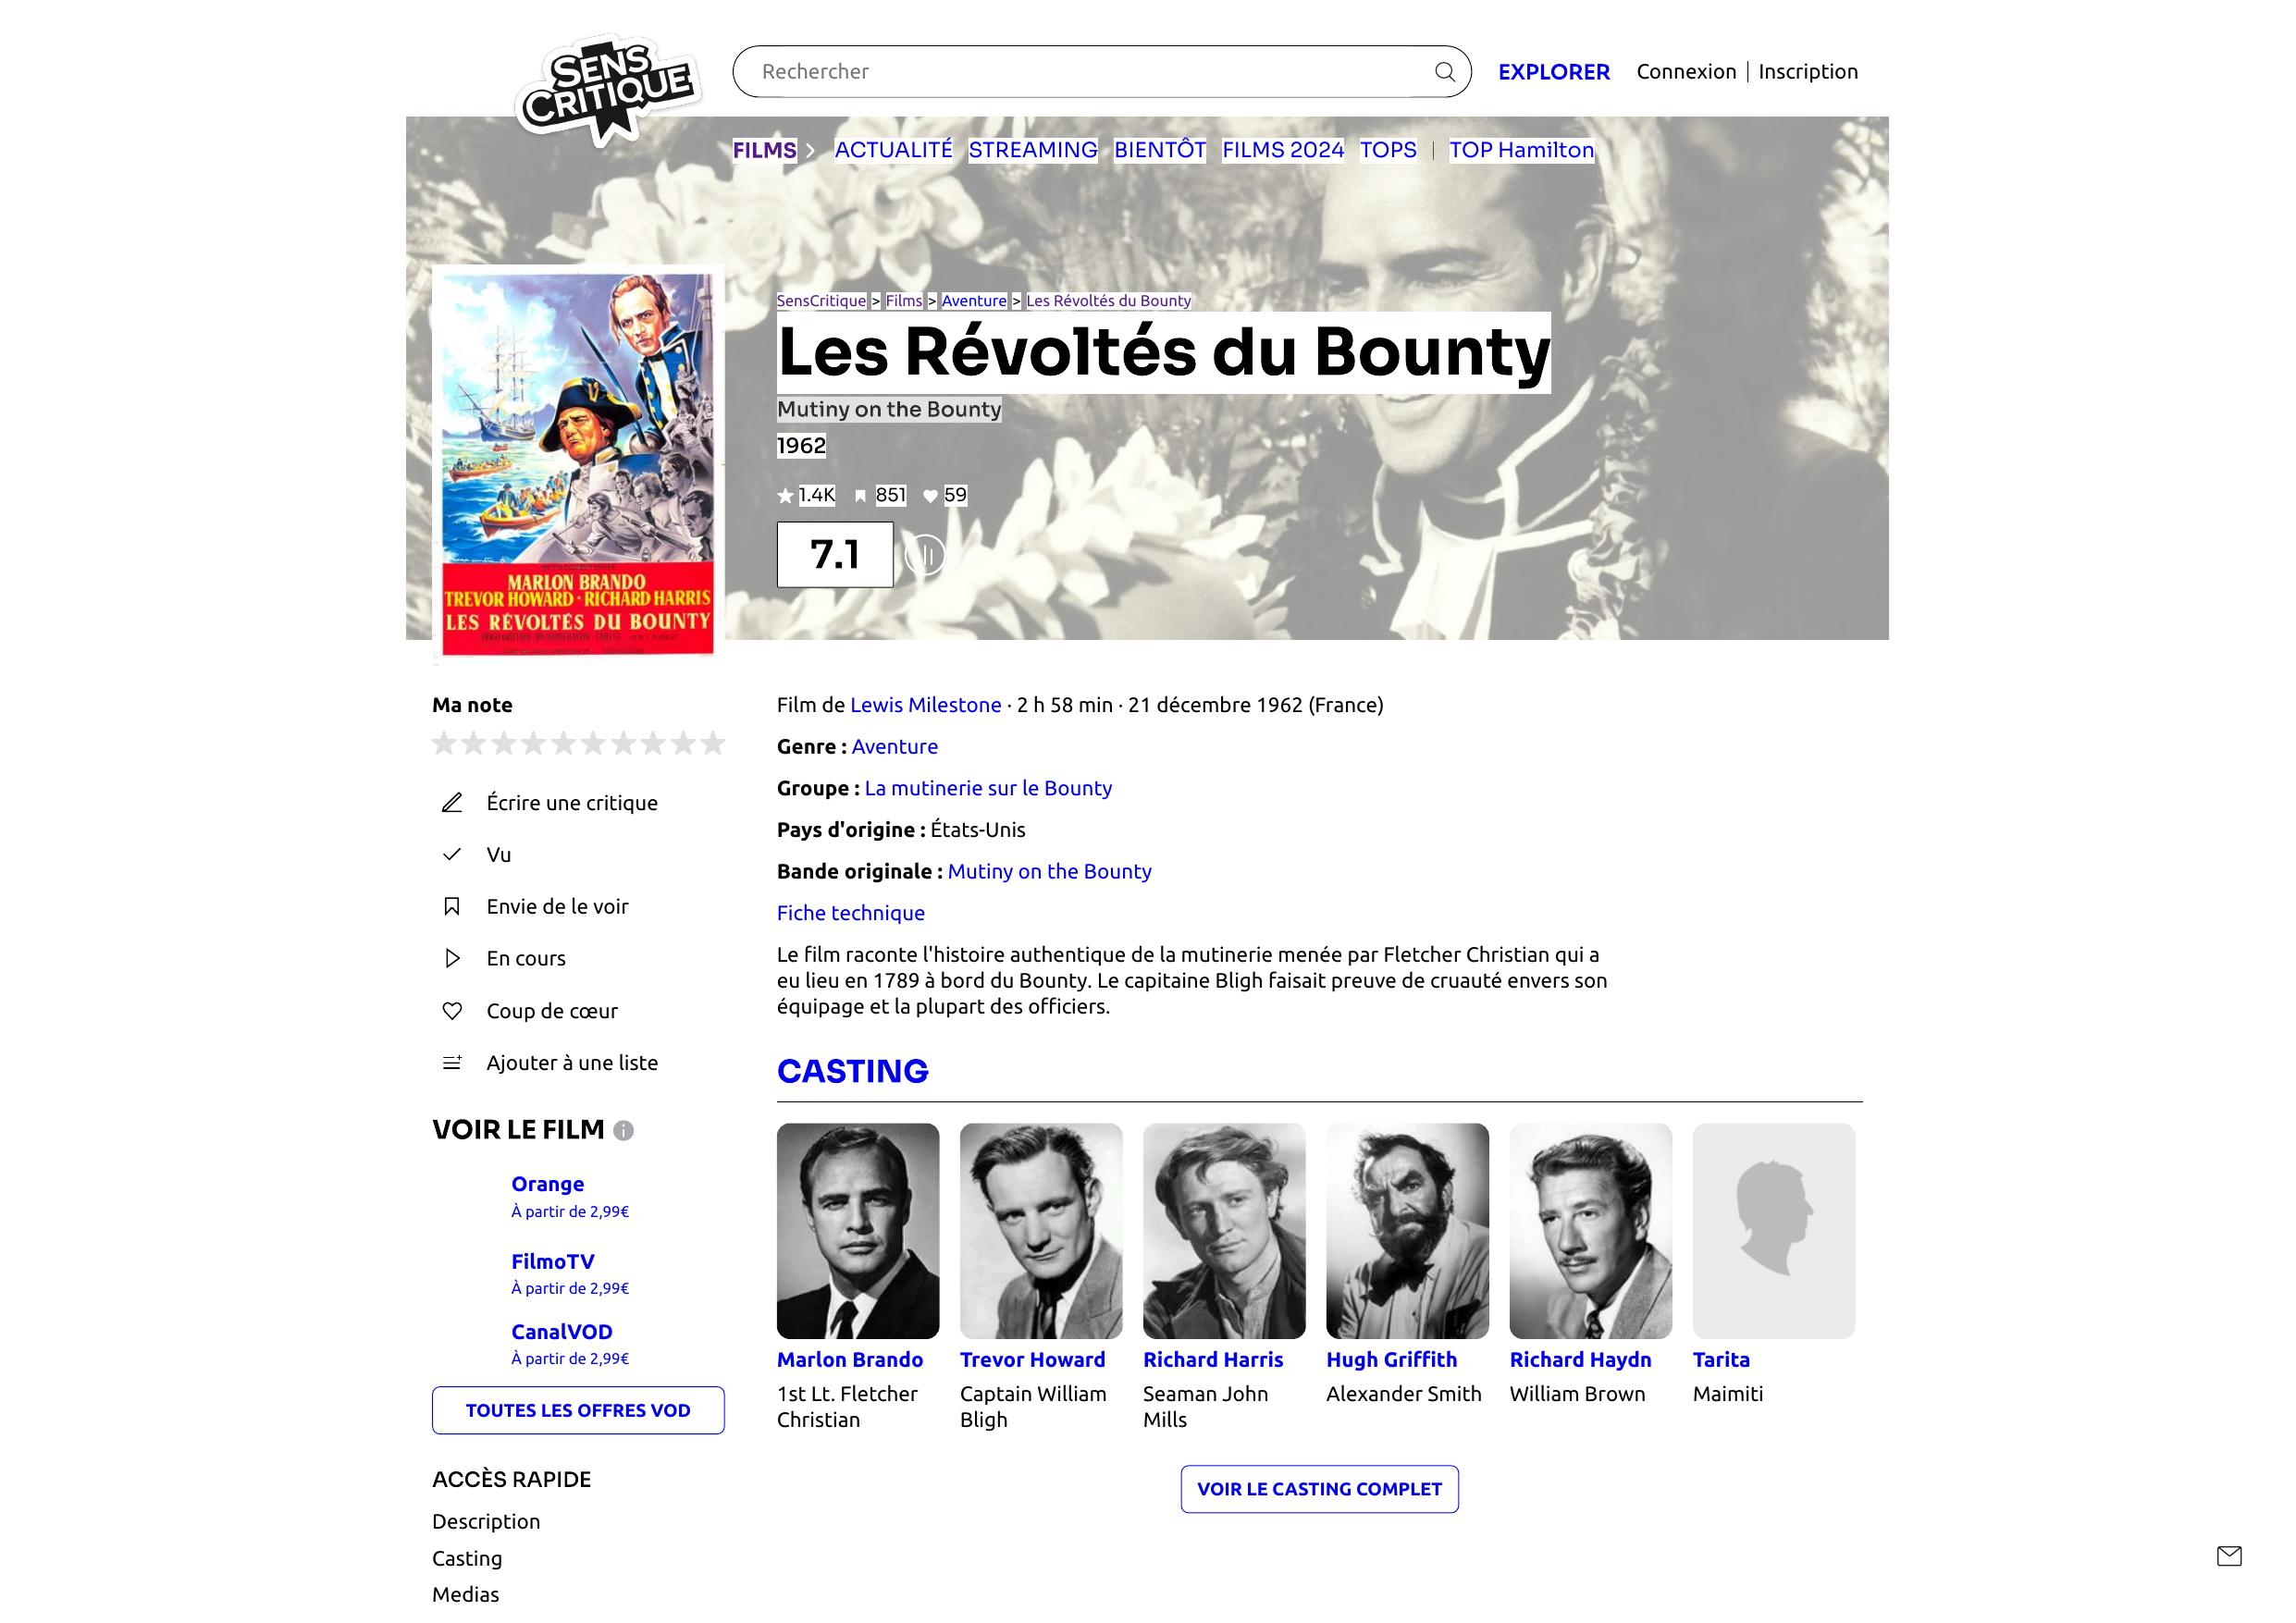 SENS
CRITIQUE
Rechercher
EXPLORER
Connexion | Inscription
FILMS
ACTUALITÉ STREAMING BIENTÔT FILMS 2024 TOPS | TOP Hamilton
SensCritique > Films > Aventure > Les Révoltés du Bounty
Les Révoltés du Bounty
Mutiny on the Bounty
1962
1.4K 851 59
7.1
MARLON BRANDO
TREVOR HOWARD · RICHARD HARRIS
LES RÉVOLTÉS DU BOUNTY
Ma note
Écrire une critique
Vu
Envie de le voir
En cours
Coup de cœur
Ajouter à une liste
VOIR LE FILM
Orange
À partir de 2,99€
FilmoTV
À partir de 2,99€
CanalVOD
À partir de 2,99€
TOUTES LES OFFRES VOD
ACCÈS RAPIDE
Description
Casting
Medias
Film de Lewis Milestone · 2 h 58 min · 21 décembre 1962 (France)
Genre : Aventure
Groupe : La mutinerie sur le Bounty
Pays d'origine : États-Unis
Bande originale : Mutiny on the Bounty
Fiche technique
Le film raconte l'histoire authentique de la mutinerie menée par Fletcher Christian qui a
eu lieu en 1789 à bord du Bounty. Le capitaine Bligh faisait preuve de cruauté envers son
équipage et la plupart des officiers.
CASTING
Marlon Brando
1st Lt. Fletcher
Christian
Trevor Howard
Captain William
Bligh
Richard Harris
Seaman John
Mills
Hugh Griffith
Alexander Smith
Richard Haydn
William Brown
Tarita
Maimiti
VOIR LE CASTING COMPLET